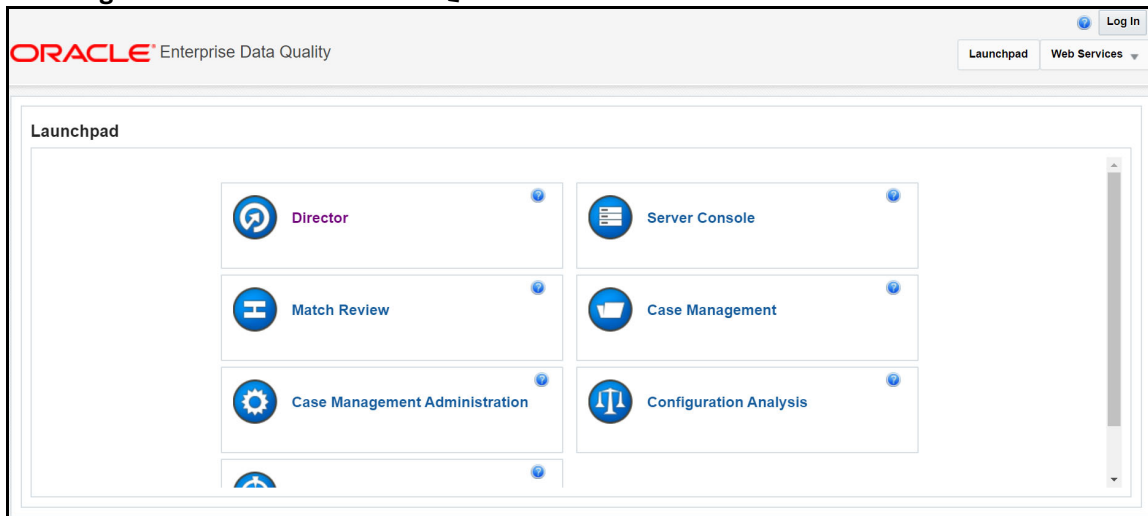 Log In
ORACLE Enterprise Data Quality
Launchpad Web Services
Launchpad
Director
Server Console
Match Review
Case Management
Case Management Administration
Configuration Analysis